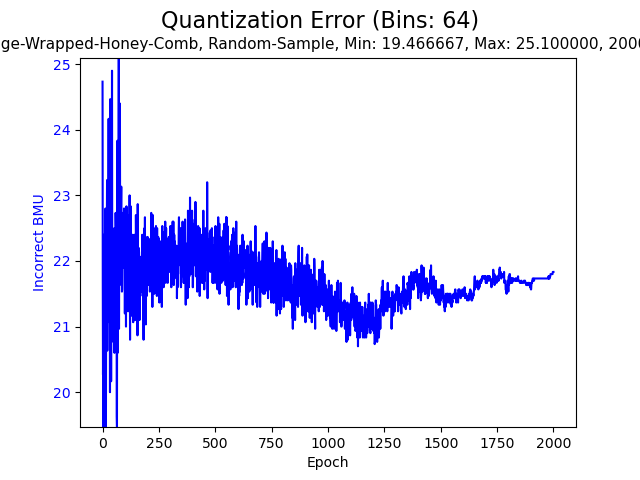 Quantization Error (Bins: 64)
ge-Wrapped-Honey-Comb, Random-Sample, Min: 19.466667, Max: 25.100000, 200
25
24
23
22
21
20
Incorrect BMU
0 250 500 750 1000 1250 1500 1750 2000
Epoch